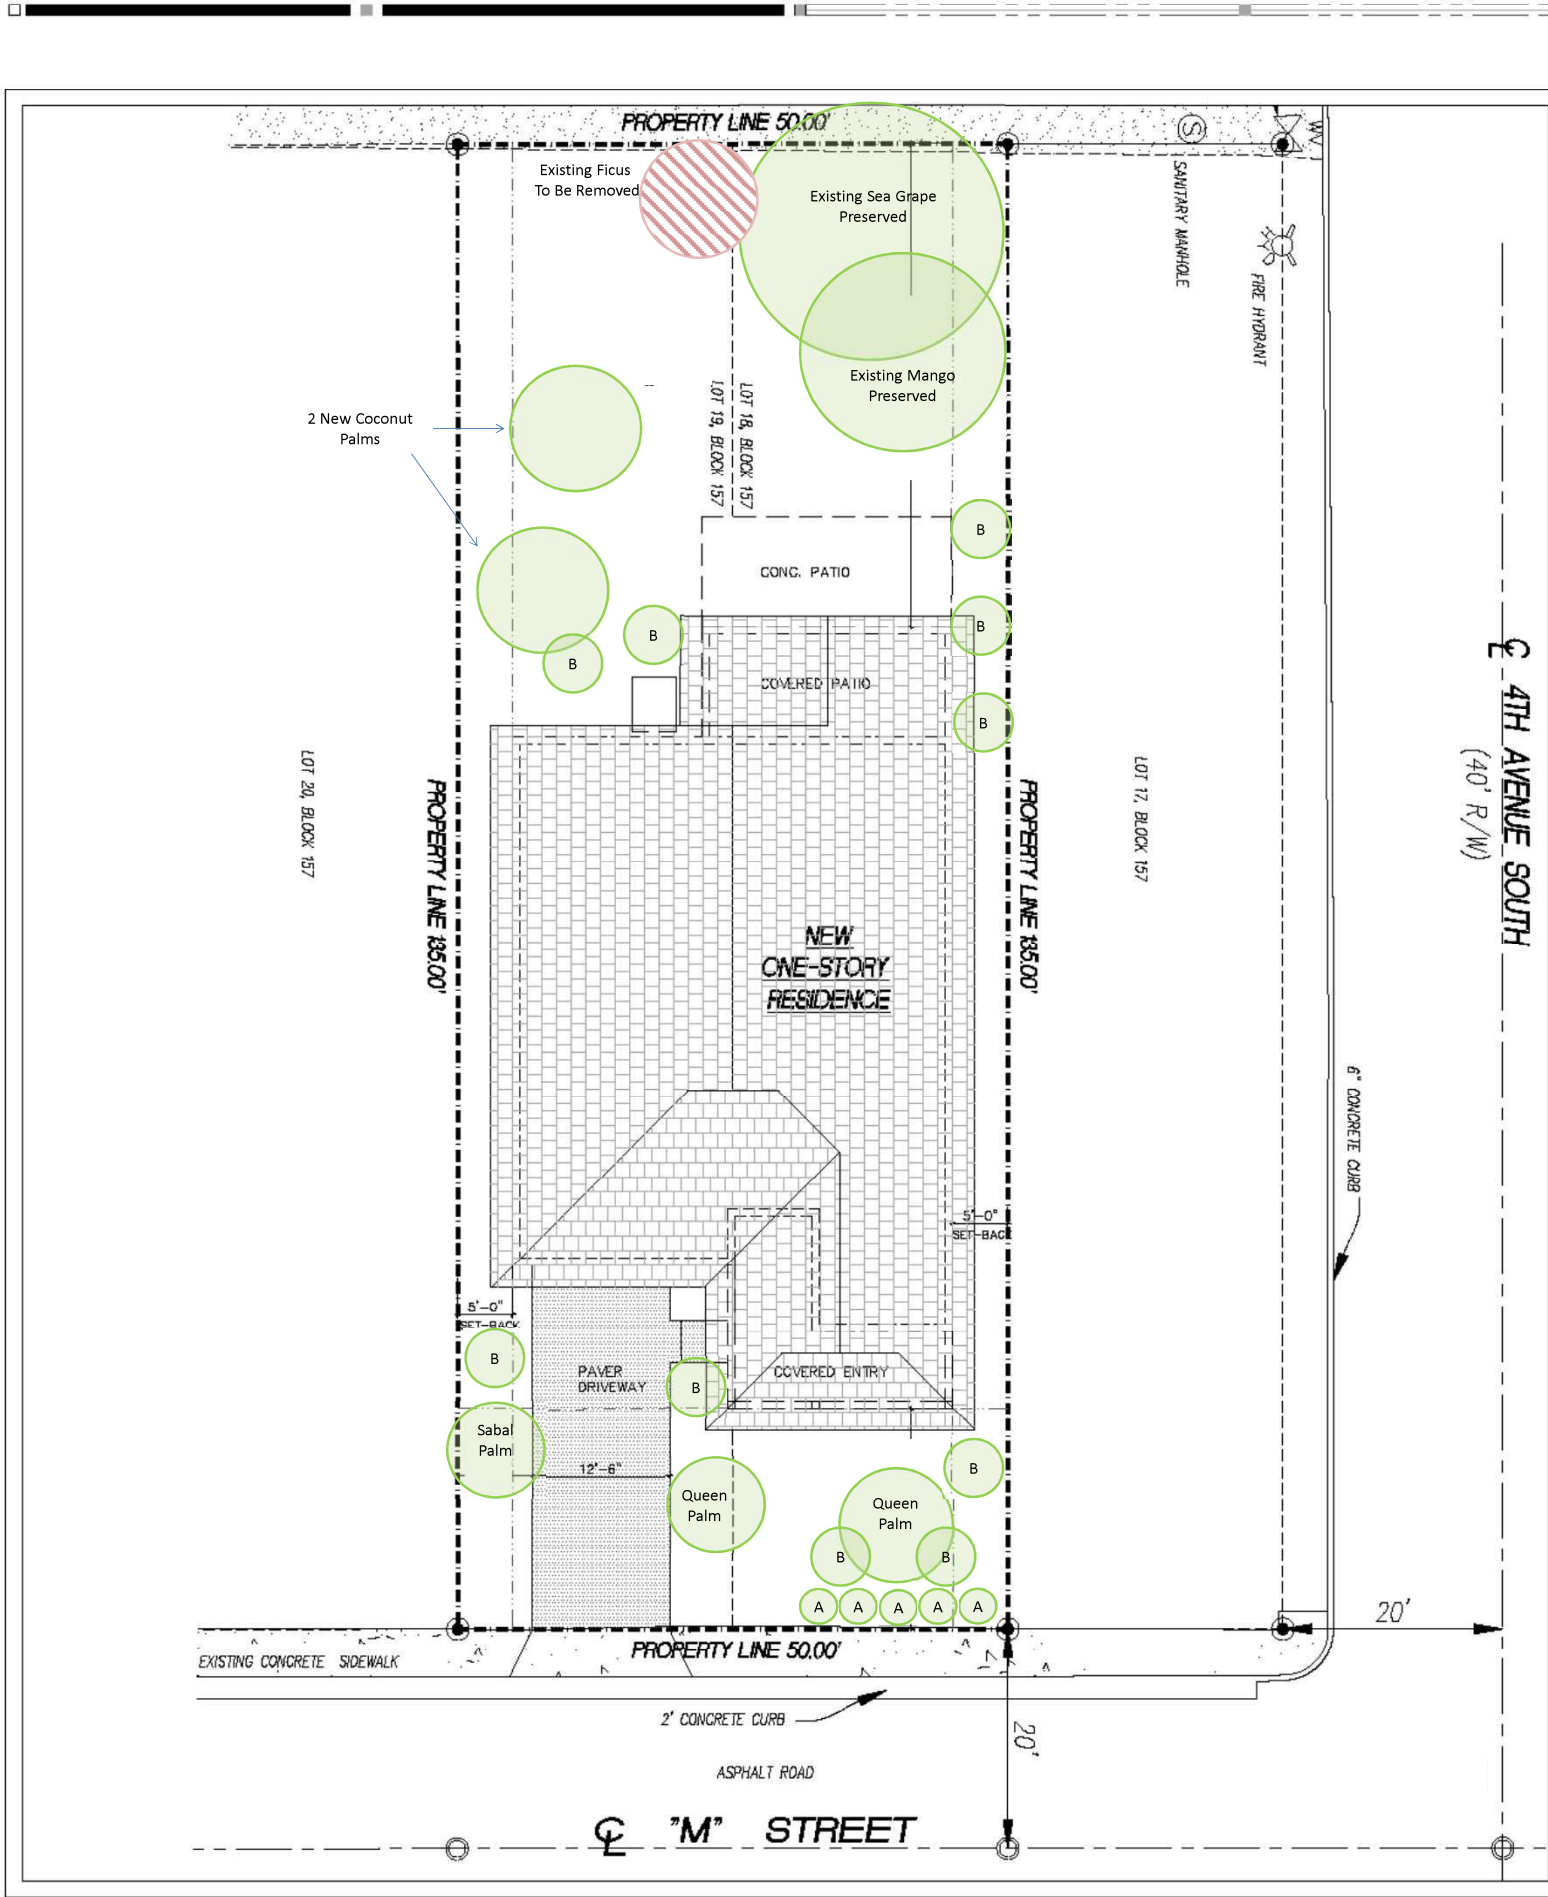 PROPERTY LINE 50.00'
Existing Ficus
To Be Removed
Existing Sea Grape
Preserved
Existing Mango
Preserved
S
W
SANITARY MANHOLE
FIRE HYDRANT
2 New Coconut
Palms
LOT 19, BLOCK 157
LOT 18, BLOCK 157
B
CONC. PATIO
B
B
B
COVERED PATIO
B
LOT 20, BLOCK 157
PROPERTY LINE 135.00'
PROPERTY LINE 135.00'
LOT 17, BLOCK 157
CL 4TH AVENUE SOUTH
(40' R/W)
NEW
ONE-STORY
RESIDENCE
6" CONCRETE CURB
5'-0"
SET-BACK
5'-0"
SET-BACK
B
PAVER
DRIVEWAY
B
COVERED ENTRY
Sabal
Palm
12'-6"
B
Queen
Palm
Queen
Palm
B
B
A
A
A
A
A
20'
PROPERTY LINE 50.00'
EXISTING CONCRETE SIDEWALK
2' CONCRETE CURB
20'
ASPHALT ROAD
CL "M" STREET